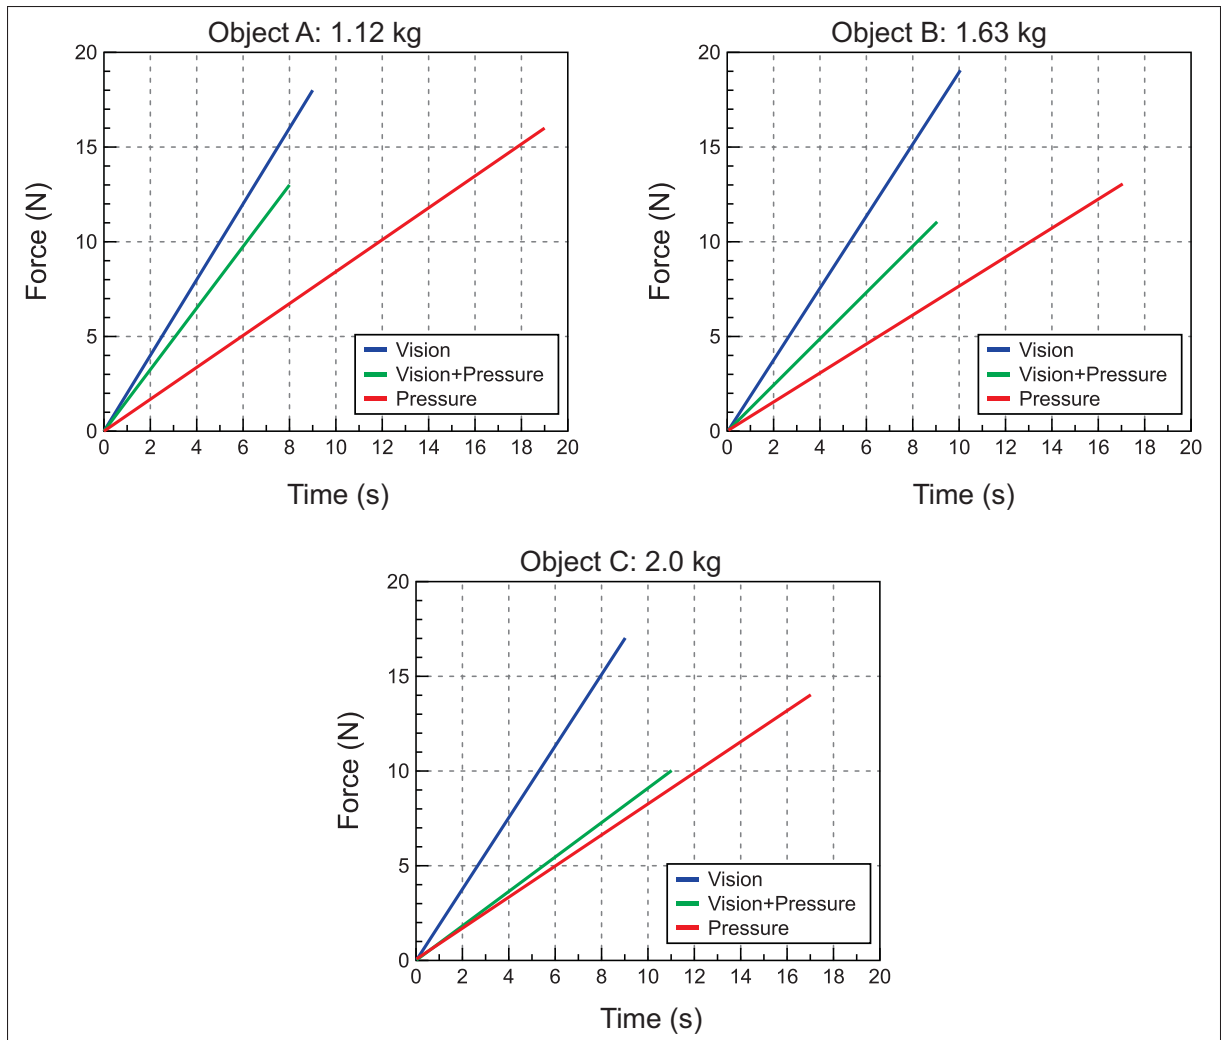 Object A: 1.12 kg
20
15
10
5
0
Force (N)
0 2 4 6 8 10 12 14 16 18 20
Time (s)
Vision
Vision+Pressure
Pressure
Object B: 1.63 kg
20
15
10
5
0
Force (N)
0 2 4 6 8 10 12 14 16 18 20
Time (s)
Vision
Vision+Pressure
Pressure
Object C: 2.0 kg
20
15
10
5
0
Force (N)
0 2 4 6 8 10 12 14 16 18 20
Time (s)
Vision
Vision+Pressure
Pressure